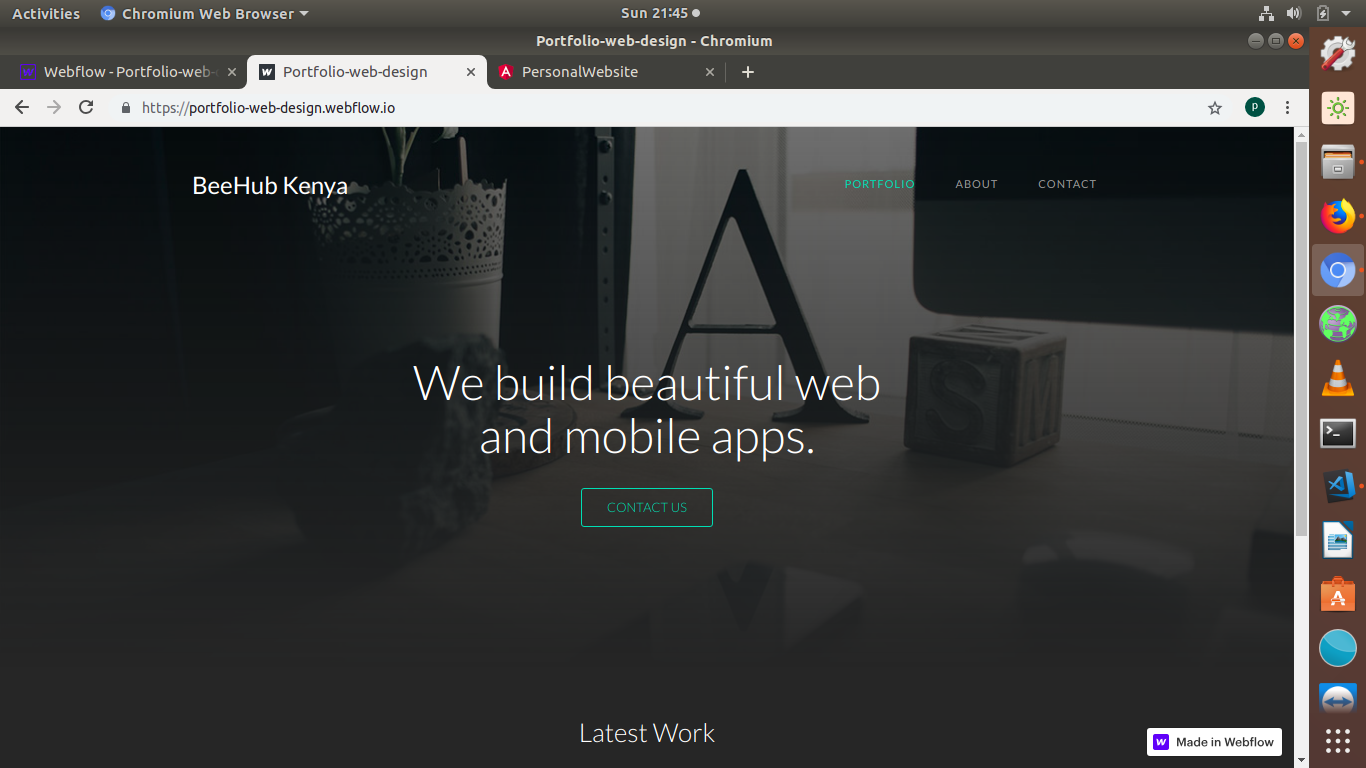 Activities
Chromium Web Browser
Sun 21:45
Portfolio-web-design - Chromium
Webflow - Portfolio-web-
Portfolio-web-design
PersonalWebsite
https://portfolio-web-design.webflow.io
p
BeeHub Kenya
PORTFOLIO
ABOUT
CONTACT
A
S
M
We build beautiful web
and mobile apps.
CONTACT US
Latest Work
Made in Webflow